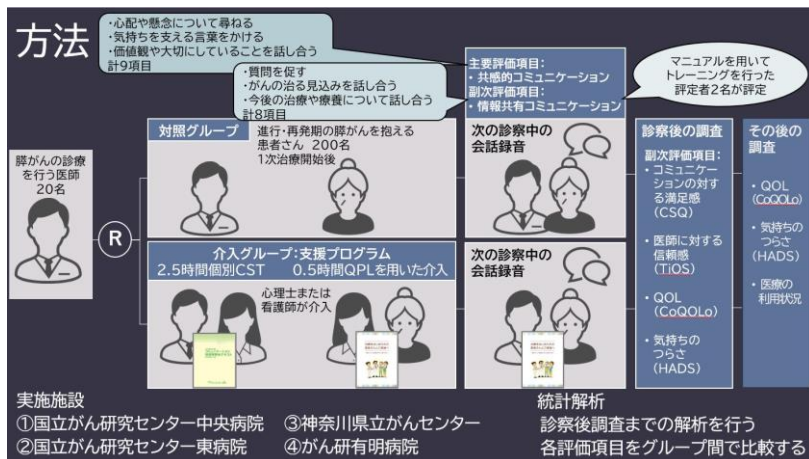 方法
・心配や懸念について尋ねる
・気持ちを支える言葉をかける
・価値観や大切にしていることを話し合う
計9項目
・質問を促す
・がんの治る見込みを話し合う
・今後の治療や療養について話し合う
計8項目
主要評価項目：
・共感的コミュニケーション
副次評価項目：
・情報共有コミュニケーション
マニュアルを用いて
トレーニングを行った
評定者2名が評定
膵がんの診療
を行う医師
20名
R
対照グループ
進行・再発期の膵がんを抱える
患者さん 200名
1次治療開始後
次の診察中の
会話録音
介入グループ：支援プログラム
2.5時間個別CST 0.5時間QPLを用いた介入
心理士または
看護師が介入
次の診察中の
会話録音
診察後の調査
副次評価項目：
・コミュニケー
ションの対す
る満足感
(CSQ)
・医師に対する
信頼感
(TiOS)
・QOL
(CoQOLo)
・気持ちの
つらさ
(HADS)
その後の
調査
・QOL
(CoQOLo)
・気持ちの
つらさ
(HADS)
・医療の
利用状況
実施施設
①国立がん研究センター中央病院
②国立がん研究センター東病院
③神奈川県立がんセンター
④がん研有明病院
統計解析
診察後調査までの解析を行う
各評価項目をグループ間で比較する